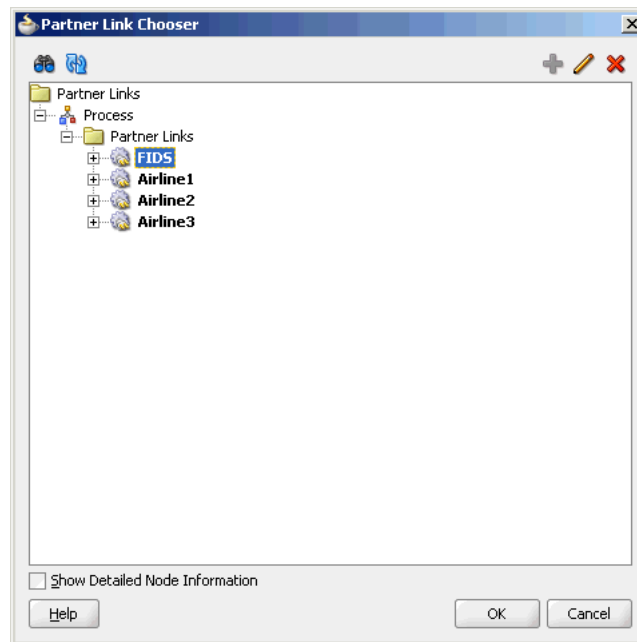 Partner Link Chooser
Partner Links
Process
Partner Links
FIDS
Airline1
Airline2
Airline3
Show Detailed Node Information
Help
OK
Cancel